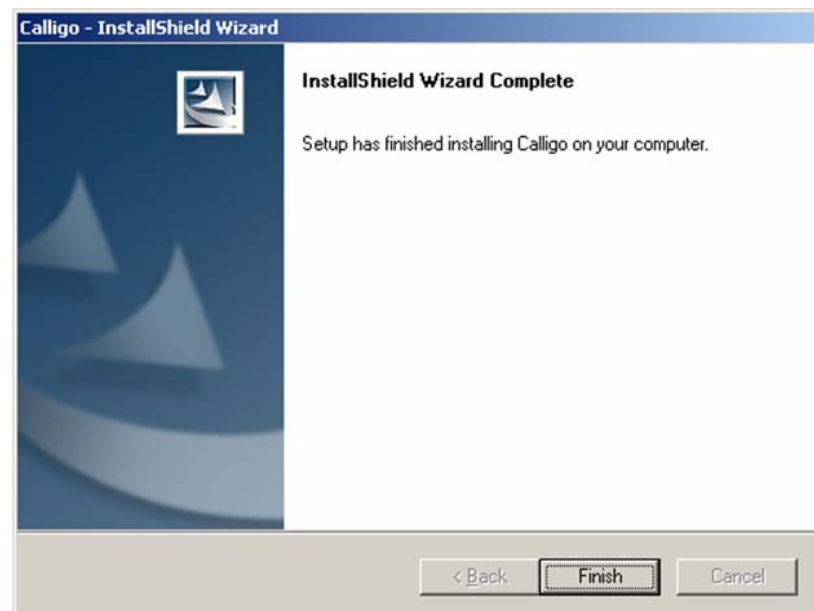 Calligo - InstallShield Wizard
InstallShield Wizard Complete
Setup has finished installing Calligo on your computer.
< Back Finish Cancel